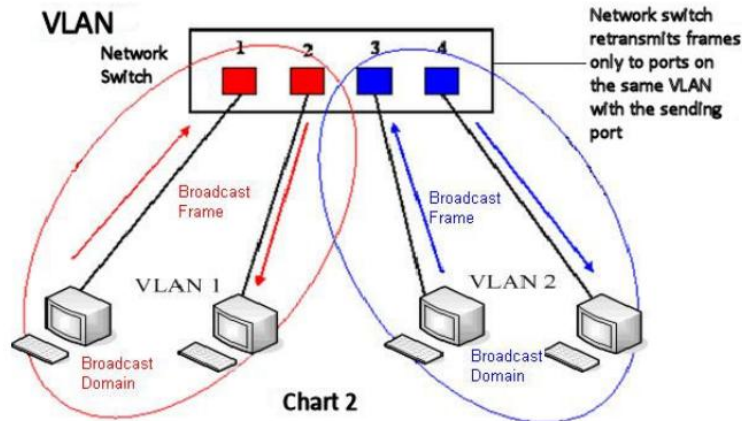 VLAN
Network
Switch
1
2
3
4
Network switch
retransmits frames
only to ports on
the same VLAN
with the sending
port
Broadcast
Frame
Broadcast
Frame
VLAN 1
VLAN 2
Broadcast
Domain
Broadcast
Domain
Chart 2